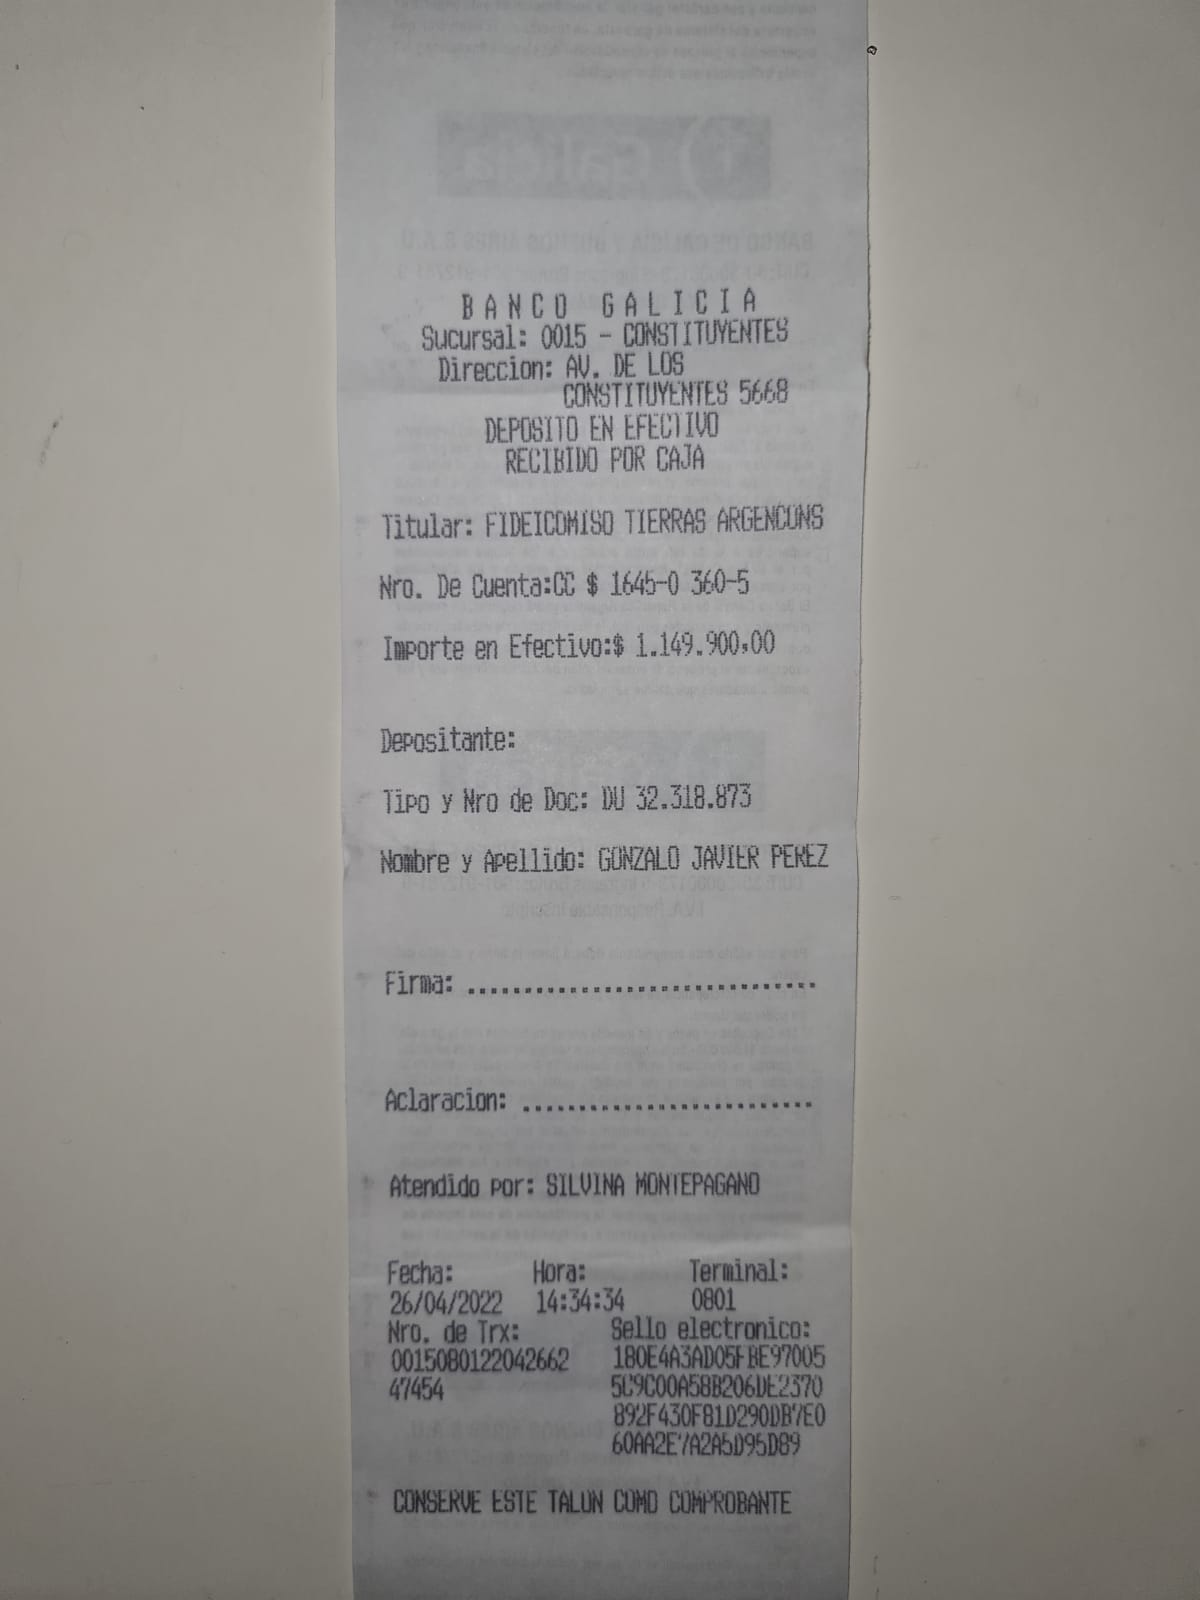 BANCO GALICIA
Sucursal: 0015 - CONSTITUYENTES
Direccion: AV. DE LOS
CONSTITUYENTES 5668
DEPOSITO EN EFECTIVO
RECIBIDO POR CAJA
Titular: FIDEICOMISO TIERRAS ARGENCONS
Nro. De Cuenta:CC $ 1645-0 360-5
Importe en Efectivo:$ 1.149.900,00
Depositante:
Tipo y Nro de Doc: DU 32.318.873
Nombre y Apellido: GONZALO JAVIER PEREZ
Firma: ...............................
Aclaracion: ..........................
Atendido por: SILVINA MONTEPAGANO
Fecha: Hora: Terminal:
26/04/2022 14:34:34 0801
Nro. de Trx: Sello electronico:
0015080122042662 180E4A3AD05FBE97005
47454 5C9C00A58B206DE2370
892F430F81D290DB7E0
60AA2E7A2A5D95D89
CONSERVE ESTE TALON COMO COMPROBANTE